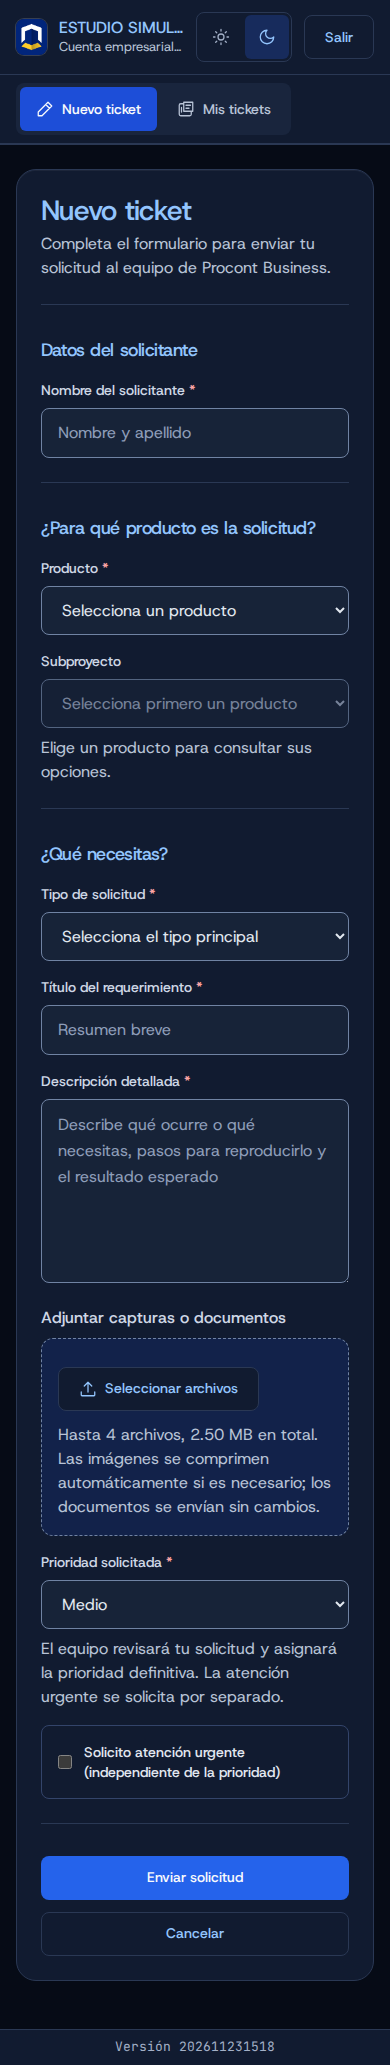 ESTUDIO SIMUL...
Cuenta empresarial...
Salir
Nuevo ticket
Mis tickets
Nuevo ticket
Completa el formulario para enviar tu
solicitud al equipo de Procont Business.
Datos del solicitante
Nombre del solicitante *
Nombre y apellido
¿Para qué producto es la solicitud?
Producto *
Selecciona un producto
Subproyecto
Selecciona primero un producto
Elige un producto para consultar sus
opciones.
¿Qué necesitas?
Tipo de solicitud *
Selecciona el tipo principal
Título del requerimiento *
Resumen breve
Descripción detallada *
Describe qué ocurre o qué
necesitas, pasos para reproducirlo y
el resultado esperado
Adjuntar capturas o documentos
Seleccionar archivos
Hasta 4 archivos, 2.50 MB en total.
Las imágenes se comprimen
automáticamente si es necesario; los
documentos se envían sin cambios.
Prioridad solicitada *
Medio
El equipo revisará tu solicitud y asignará
la prioridad definitiva. La atención
urgente se solicita por separado.
Solicito atención urgente
(independiente de la prioridad)
Enviar solicitud
Cancelar
Versión 202611231518